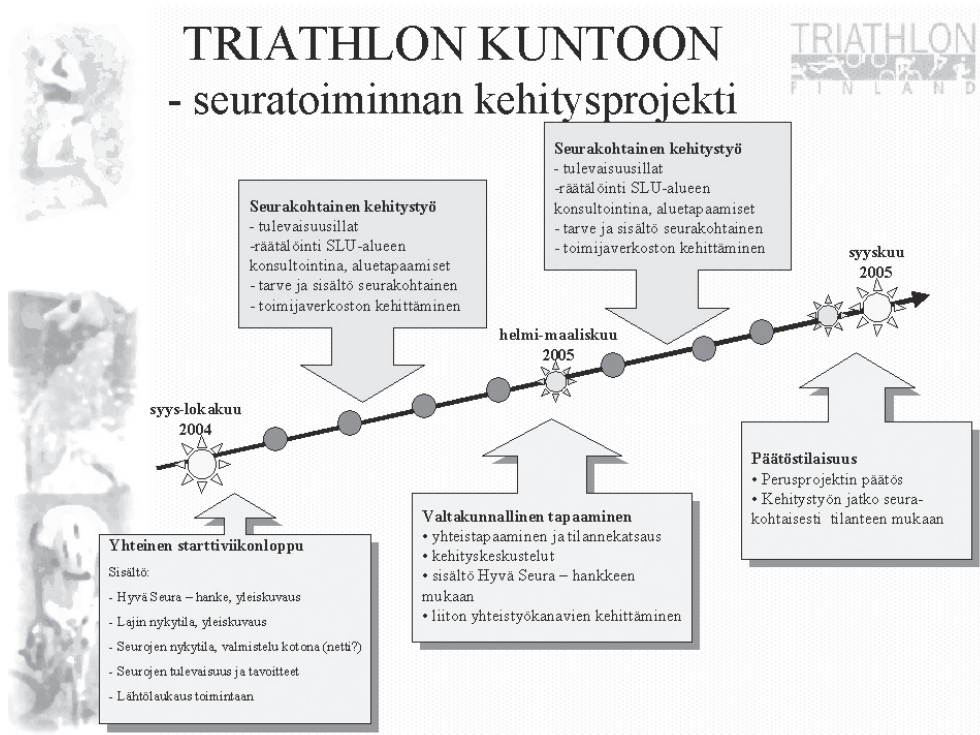 TRIATHLON KUNTOON
- seuratoiminnan kehitysprojekti
TRIATHLON
FINLAND
Seurakohtainen kehitystyö
- tulevaisuusillat
-räätälöinti SLU-alueen
konsultointina, aluetapaamiset
- tarve ja sisältö seurakohtainen
- toimijaverkoston kehittäminen
Seurakohtainen kehitystyö
- tulevaisuusillat
-räätälöinti SLU-alueen
konsultointina, aluetapaamiset
- tarve ja sisältö seurakohtainen
- toimijaverkoston kehittäminen
syyskuu
2005
helmi-maaliskuu
2005
syys-lokakuu
2004
Yhteinen starttiviikonloppu
Sisältö:
- Hyvä Seura – hanke, yleiskuvaus
- Lajin nykytila, yleiskuvaus
- Seurojen nykytila, valmistelu kotona (netti?)
- Seurojen tulevaisuus ja tavoitteet
- Lähtölaukaus toimintaan
Valtakunnallinen tapaaminen
• yhteistapaaminen ja tilannekatsaus
• kehityskeskustelut
• sisältö Hyvä Seura – hankkeen
mukaan
• liiton yhteistyökanavien kehittäminen
Päätöstilaisuus
• Perusprojektin päätös
• Kehitystyön jatko seura-
kohtaisesti tilanteen mukaan